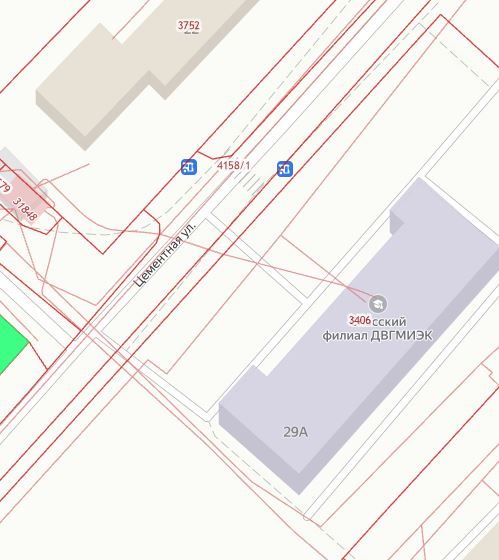 3752
4158/1
31848
Цементная ул.
3406
сский
филиал ДВГМИЭК
29А